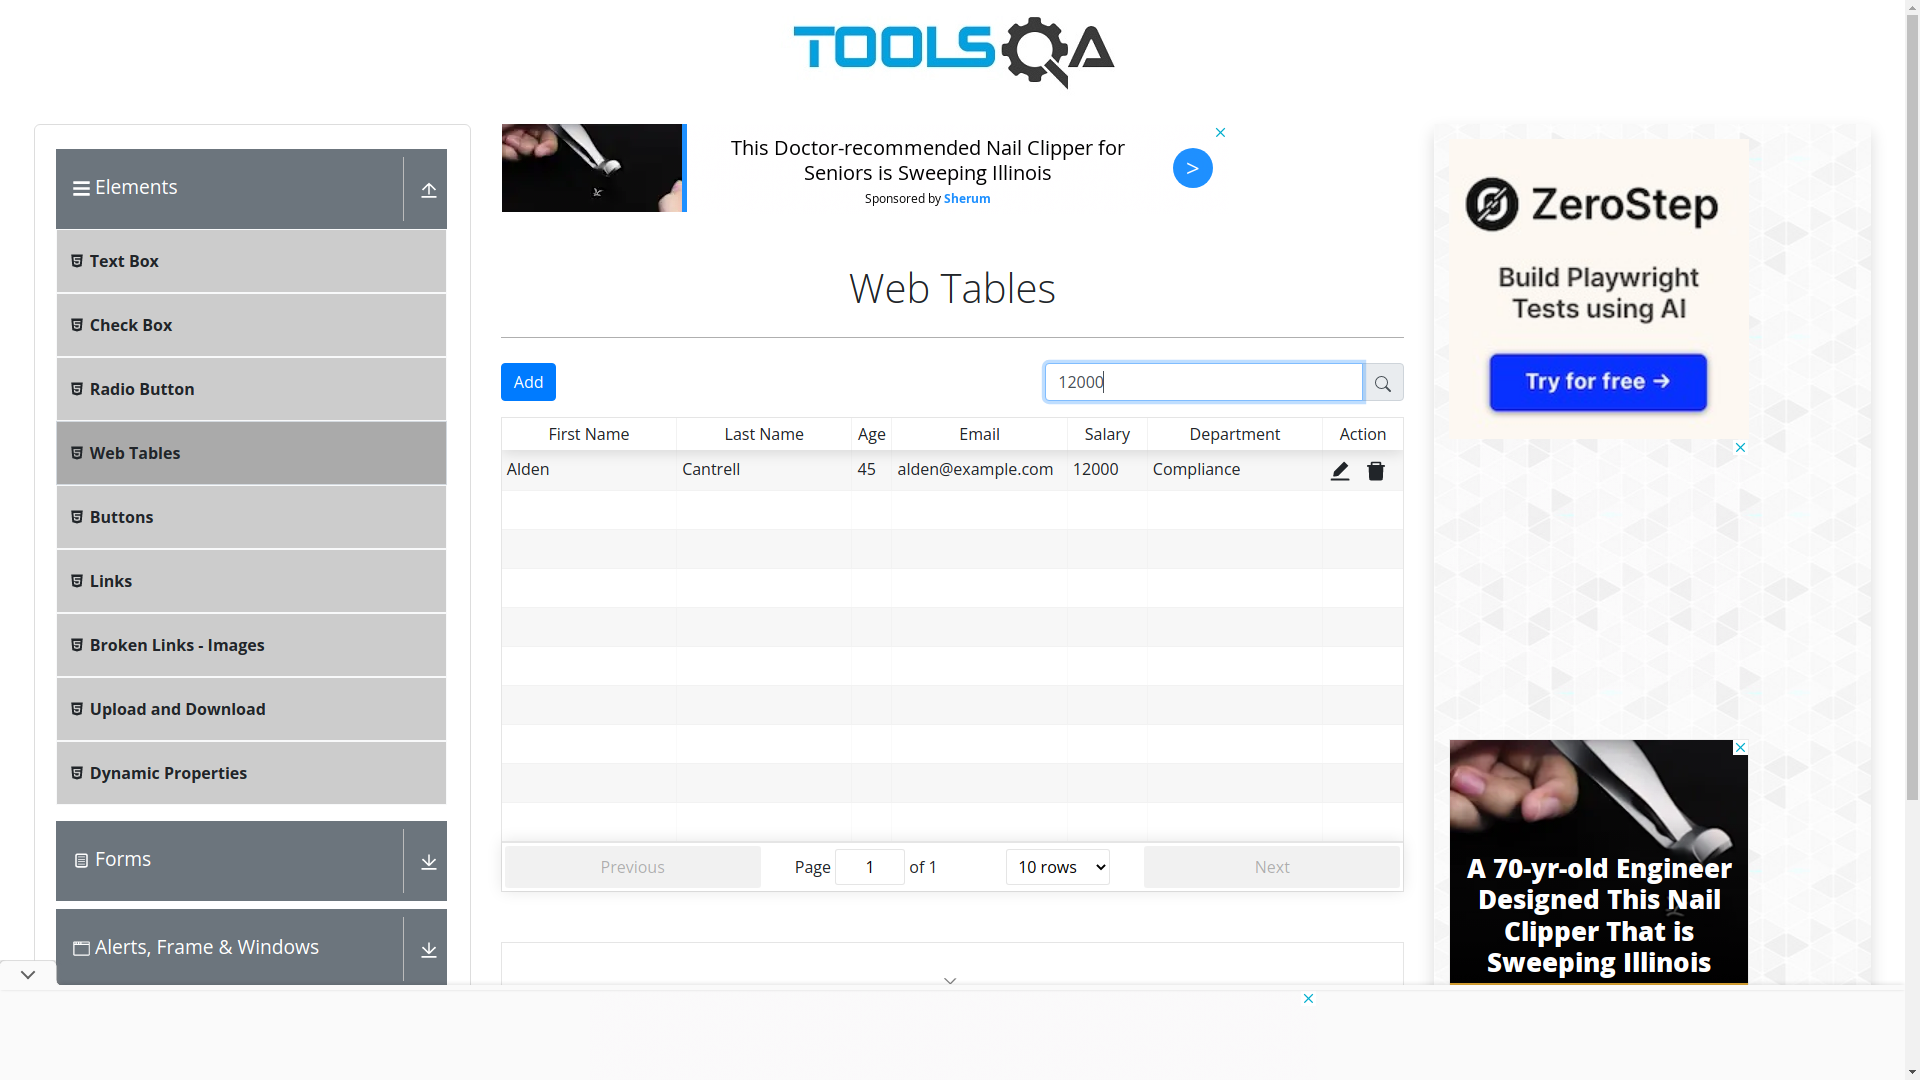 TOOLSQA
Elements
Text Box
Check Box
Radio Button
Web Tables
Buttons
Links
Broken Links - Images
Upload and Download
Dynamic Properties
Forms
Alerts, Frame & Windows
This Doctor-recommended Nail Clipper for
Seniors is Sweeping Illinois
Sponsored by Sherum
>
Web Tables
Add
12000
First Name Last Name Age Email Salary Department Action
Alden Cantrell 45 alden@example.com 12000 Compliance
Previous Page 1 of 1 10 rows Next
ZeroStep
Build Playwright
Tests using AI
Try for free →
A 70-yr-old Engineer
Designed This Nail
Clipper That is
Sweeping Illinois